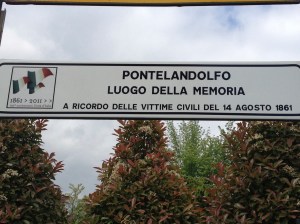 PONTELANDOLFO
LUOGO DELLA MEMORIA
A RICORDO DELLE VITTIME CIVILI DEL 14 AGOSTO 1861
1861 > 2011 > >